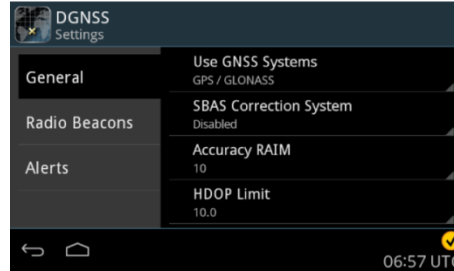 DGNSS
Settings
General
Radio Beacons
Alerts
Use GNSS Systems
GPS / GLONASS
SBAS Correction System
Disabled
Accuracy RAIM
10
HDOP Limit
10.0
06:57 UTC